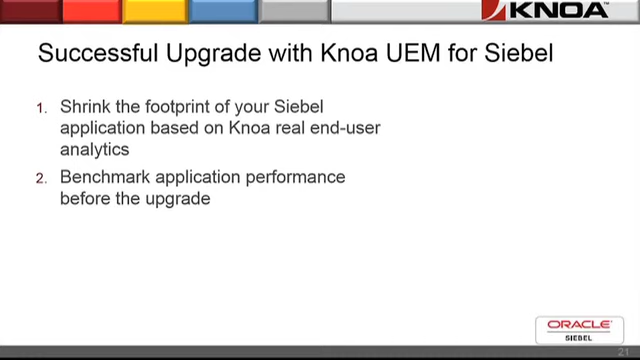 KNOA™
Successful Upgrade with Knoa UEM for Siebel
1. Shrink the footprint of your Siebel
application based on Knoa real end-user
analytics
2. Benchmark application performance
before the upgrade
ORACLE®
SIEBEL
21